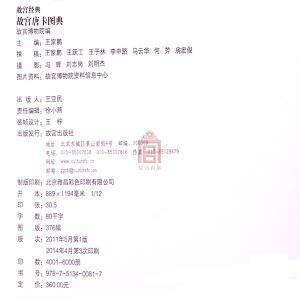 故宫经典
故宫唐卡图典
故宫博物院编
主 编：王家鹏
撰 稿：王家鹏 王跃工 王子林 李中路 马云华 何芳 房宏俊
摄 影：冯辉 刘志岗 刘明杰
图片资料：故宫博物院资料信息中心
出 版 人：王亚民
责任编辑：徐小燕
装帧设计：王 梓
出版发行：故宫出版社
地址：北京东城区景山前街4号 邮编：100009
电话：010-85007808 010-85007816 传真：010-65129479
网址：www.culturefc.cn
邮箱：ggcb@culturefc.cn
制版印刷：北京雅昌彩色印刷有限公司
开 本：889×1194毫米 1/12
印 张：30.5
字 数：80千字
图 版：376幅
版 次：2011年5月第1版
2014年4月第3次印刷
印 数：4001~6000册
书 号：978-7-5134-0081-7
定 价：360.00元